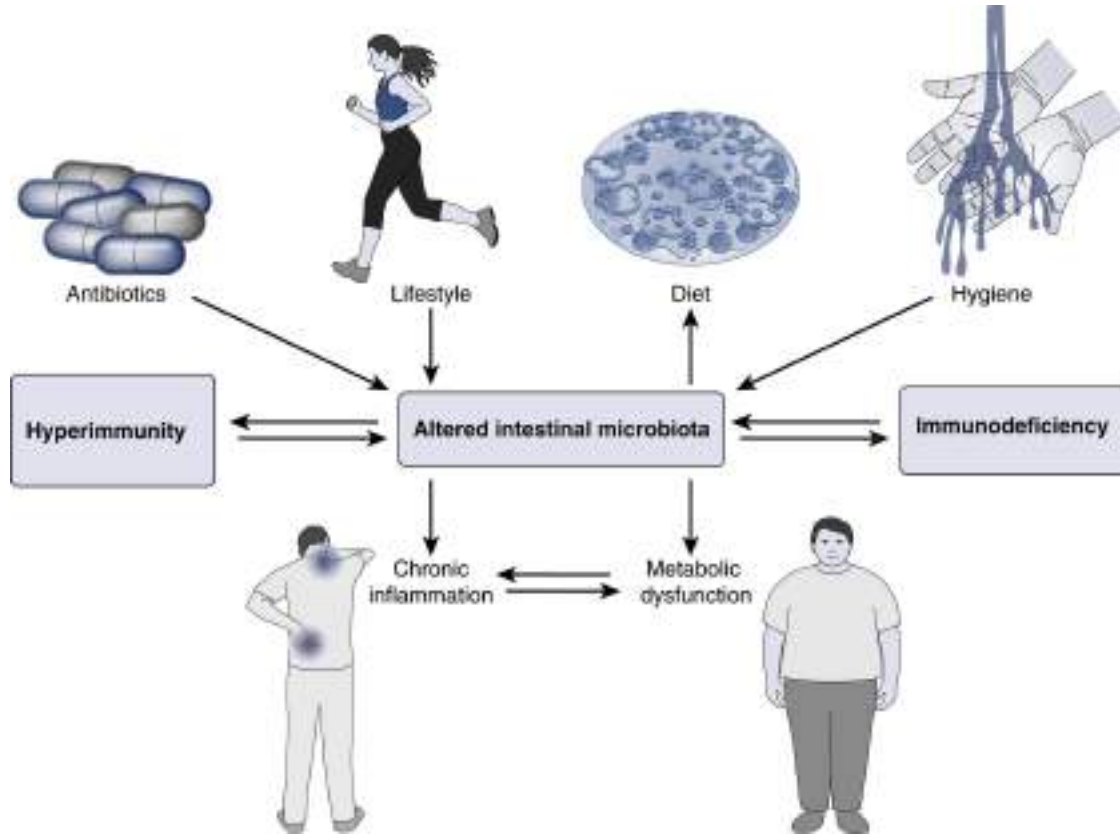 Antibiotics
Lifestyle
Diet
Hygiene
Hyperimmunity
Altered intestinal microbiota
Immunodeficiency
Chronic
inflammation
Metabolic
dysfunction